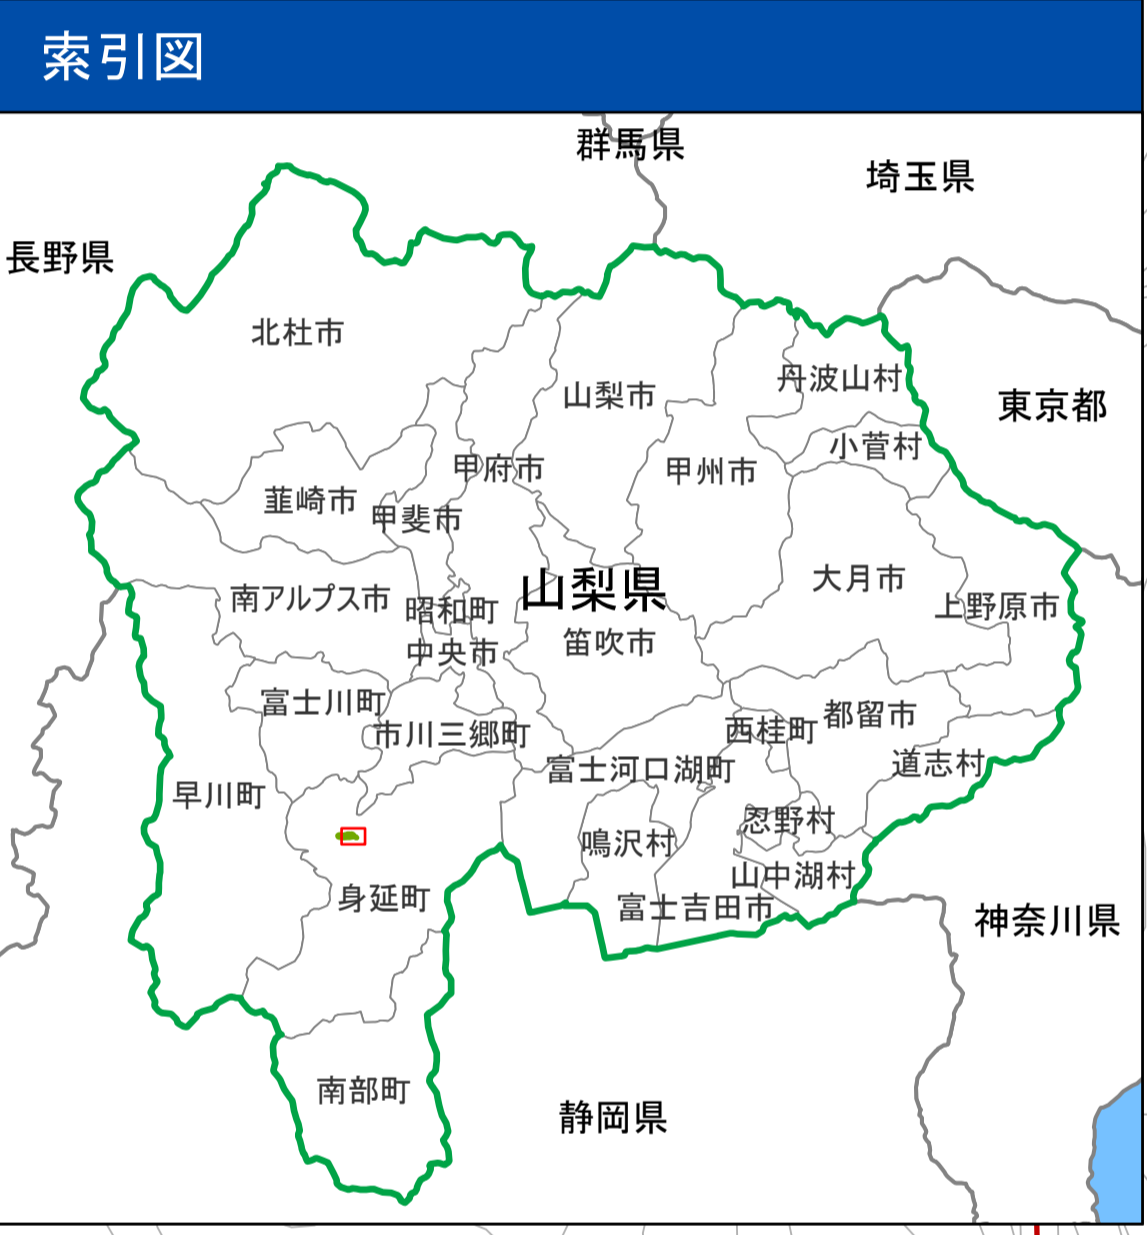 索引図
群馬県
埼玉県
長野県
北杜市
丹波山村
山梨市
東京都
小菅村
甲府市
甲州市
韮崎市
甲斐市
大月市
山梨県
南アルプス市
昭和町
上野原市
笛吹市
中央市
富士川町
都留市
西桂町
市川三郷町
道志村
富士河口湖町
早川町
忍野村
鳴沢村
山中湖村
身延町
富士吉田市
神奈川県
南部町
静岡県